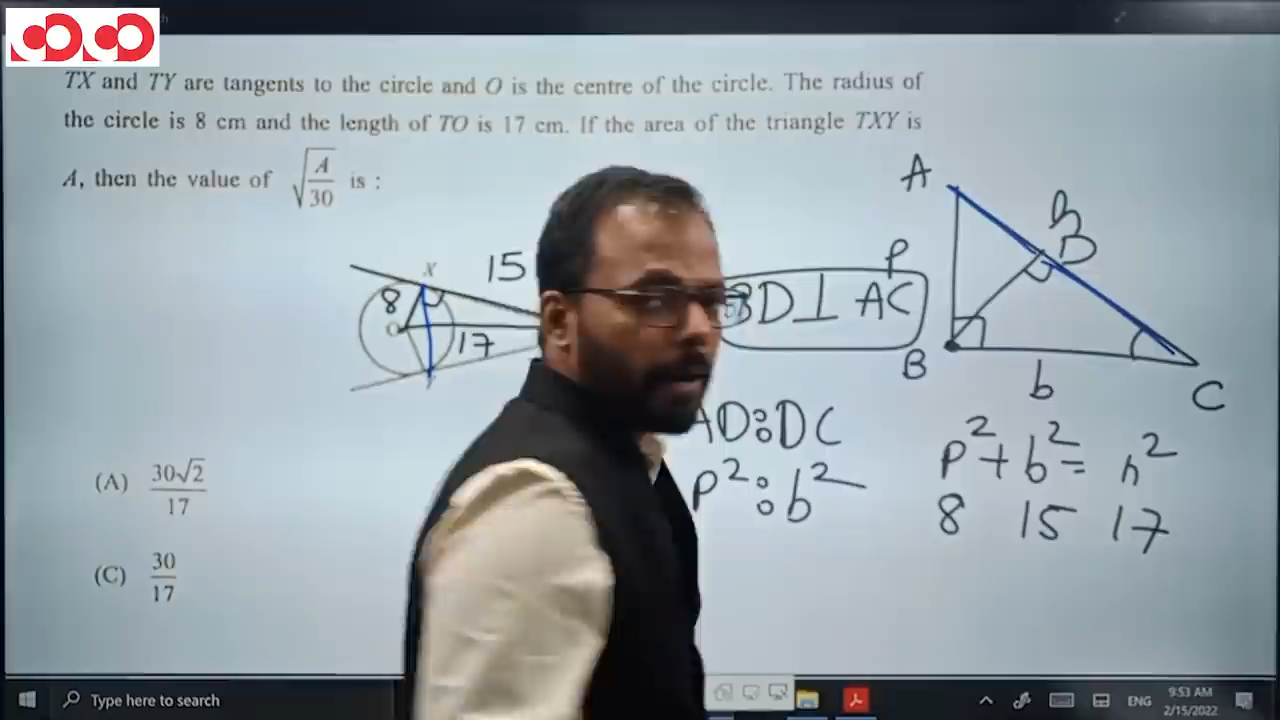 TX and TY are tangents to the circle and O is the centre of the circle. The radius of
the circle is 8 cm and the length of TO is 17 cm. If the area of the triangle TXY is
A, then the value of √(A/30) is :
A
h
D
P
BD⊥ AC
B
b
C
X
15
8
O
17
Y
AD:DC
p²:b²
p²+b²=h²
8 15 17
(A) 30√2/17
(C) 30/17
Type here to search
ENG
9:53 AM
2/15/2022